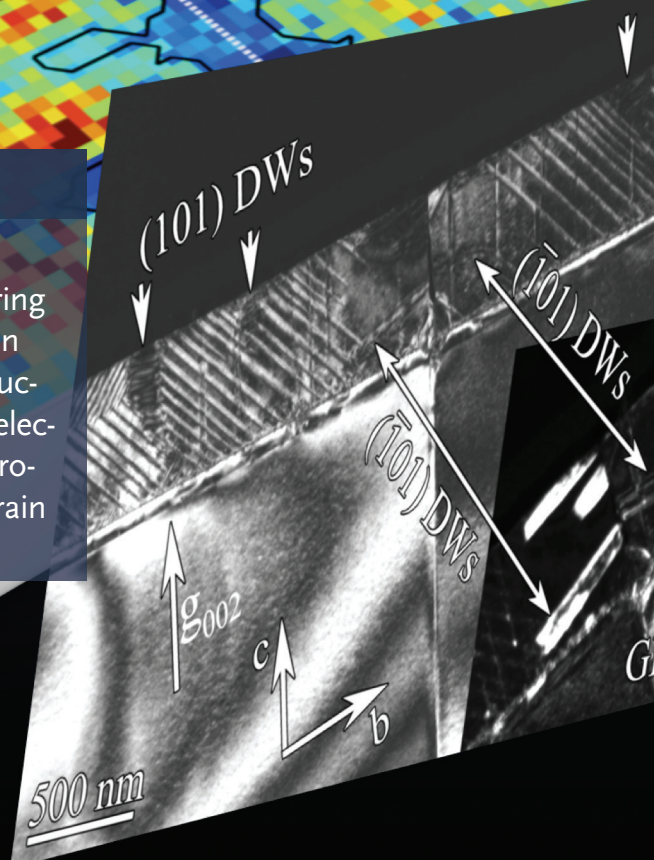 ring
n
uc-
elec-
ro-
rain
(101) DWs
(1̄01) DWs
(1̄01) DWs
g₀₀₂
c
b
500 nm